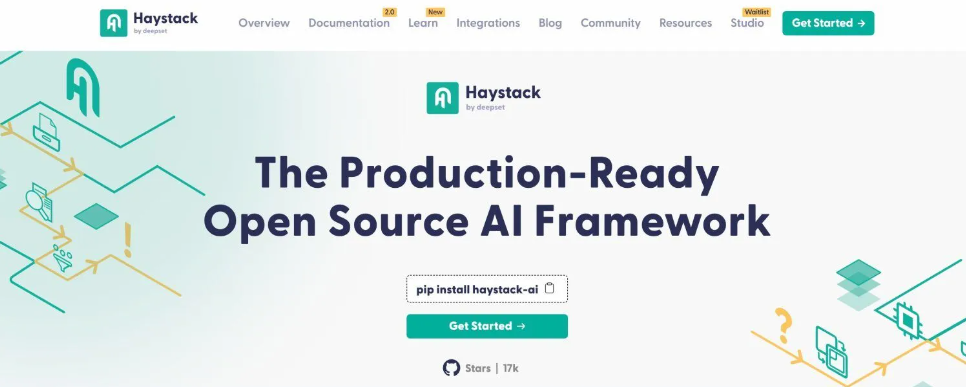 Haystack
by deepset
Overview
Documentation 2.0
Learn New
Integrations
Blog
Community
Resources
Studio Waitlist
Get Started →
Haystack
by deepset
The Production-Ready
Open Source AI Framework
pip install haystack-ai
Get Started →
Stars | 17k